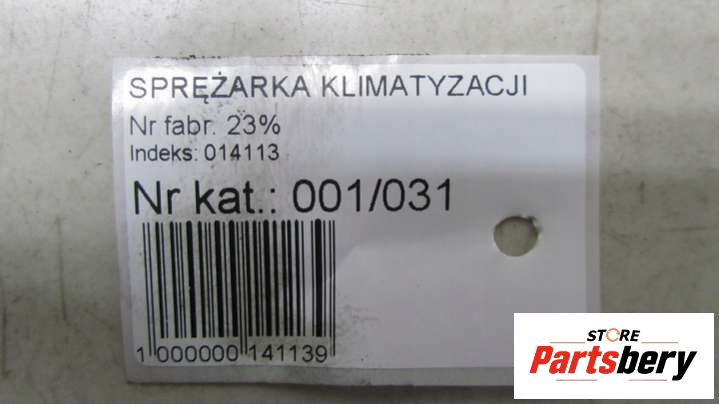 SPRĘŻARKA KLIMATYZACJI
Nr fabr. 23%
Indeks: 014113
Nr kat.: 001/031
1 000000 141139
STORE
Partsbery